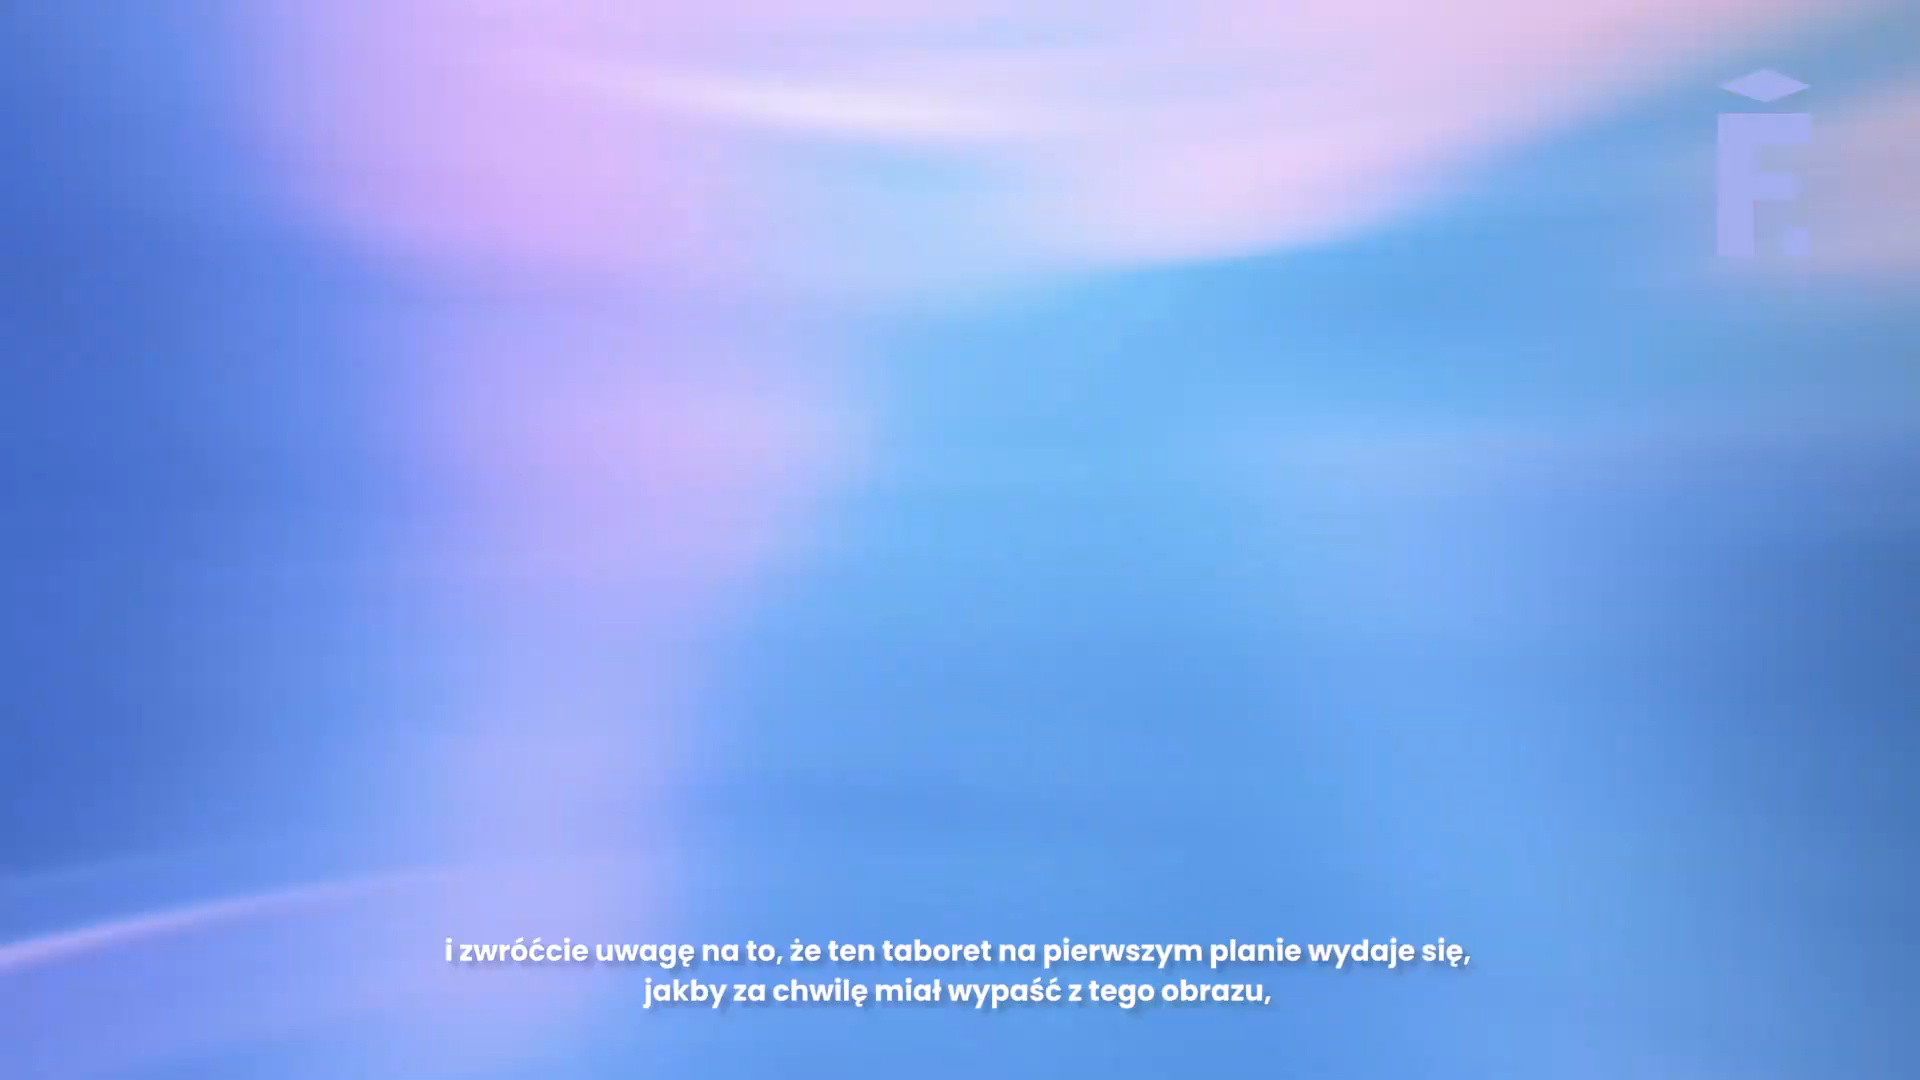 F.
i zwróćcie uwagę na to, że ten taboret na pierwszym planie wydaje się,
jakby za chwilę miał wypaść z tego obrazu,